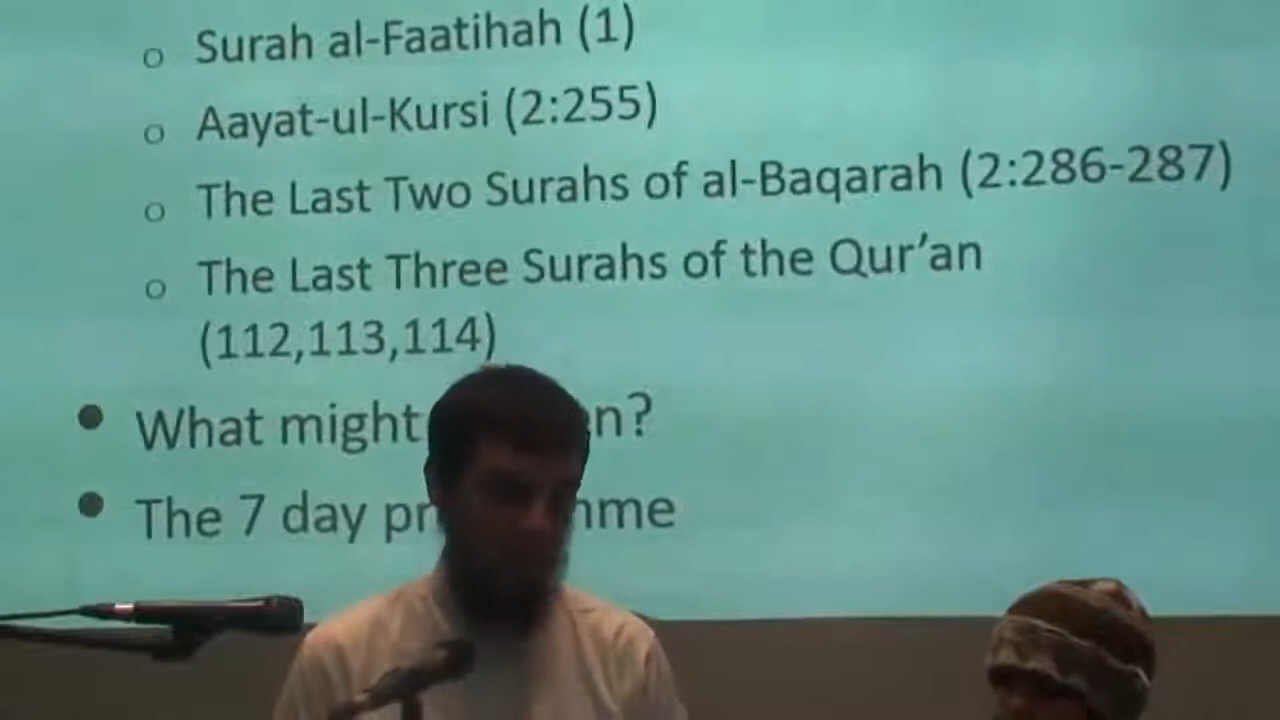 o Surah al-Faatihah (1)
o Aayat-ul-Kursi (2:255)
o The Last Two Surahs of al-Baqarah (2:286-287)
o The Last Three Surahs of the Qur'an
(112,113,114)
• What might n?
• The 7 day pr mme